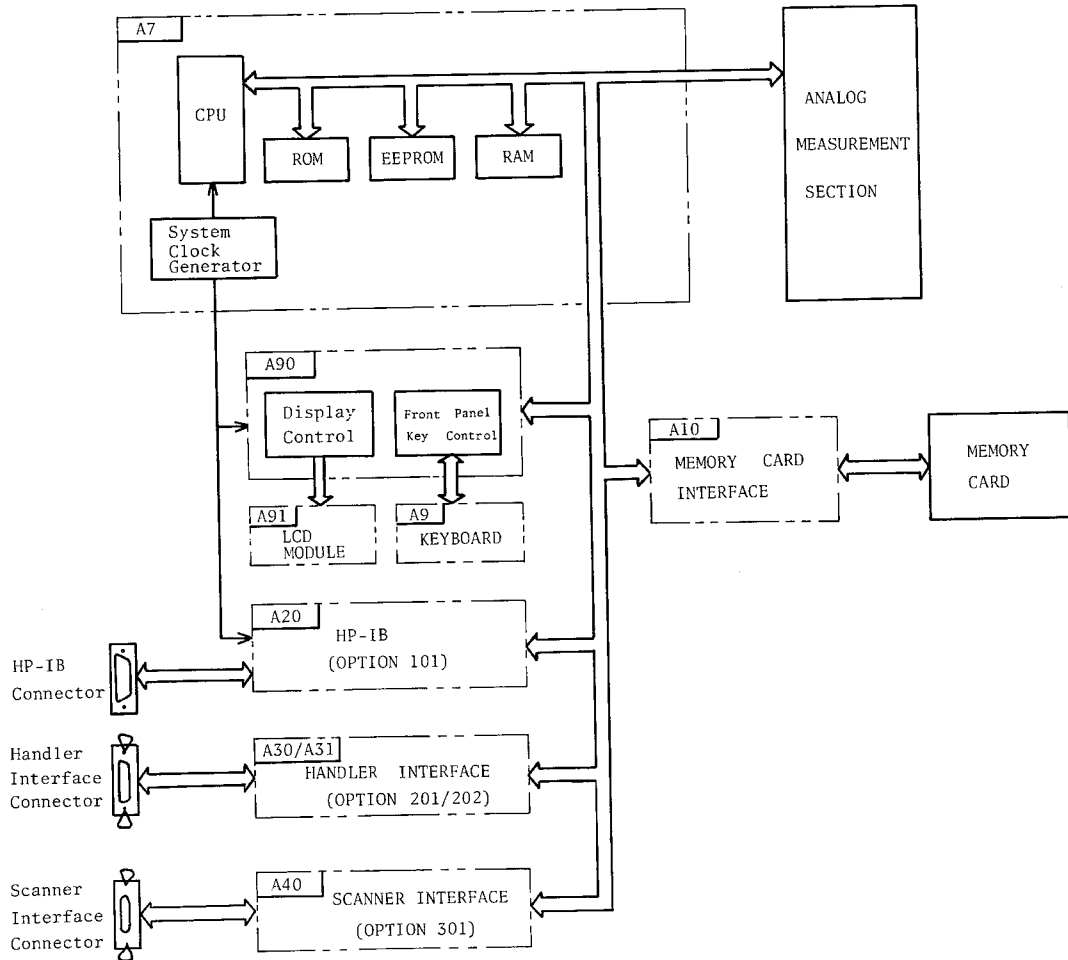 A7
CPU
ROM
EEPROM
RAM
System
Clock
Generator
ANALOG
MEASUREMENT
SECTION
A90
Display
Control
Front Panel
Key Control
A91
LCD
MODULE
A9
KEYBOARD
A10
MEMORY CARD
INTERFACE
MEMORY
CARD
A20
HP-IB
(OPTION 101)
HP-IB
Connector
A30/A31
HANDLER INTERFACE
(OPTION 201/202)
Handler
Interface
Connector
A40
SCANNER INTERFACE
(OPTION 301)
Scanner
Interface
Connector